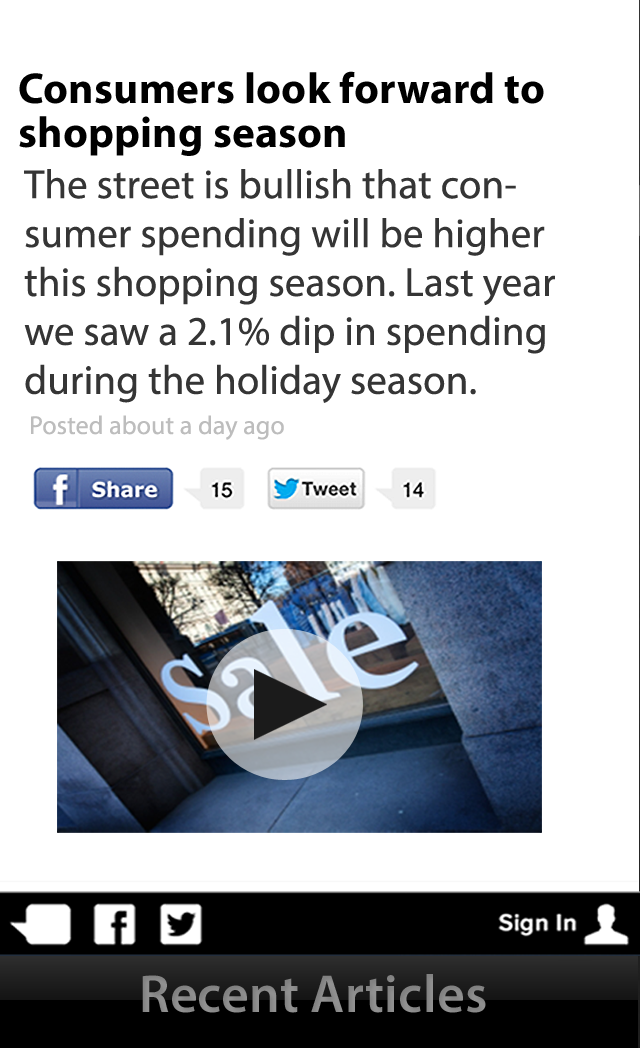 Consumers look forward to
shopping season
The street is bullish that con-
sumer spending will be higher
this shopping season. Last year
we saw a 2.1% dip in spending
during the holiday season.
Posted about a day ago
f Share 15 Tweet 14
sale
f Sign In
Recent Articles